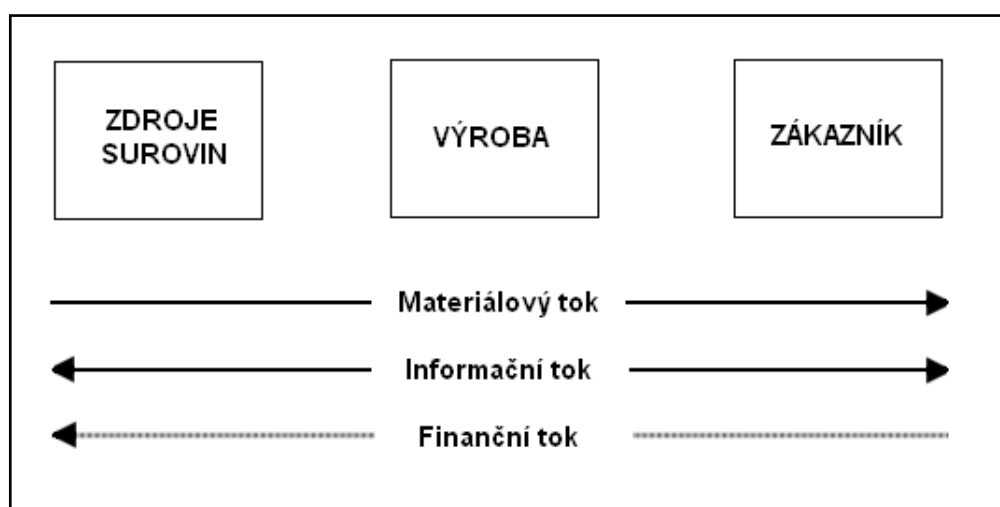 ZDROJE
SUROVIN
VÝROBA
ZÁKAZNÍK
Materiálový tok
Informační tok
Finanční tok